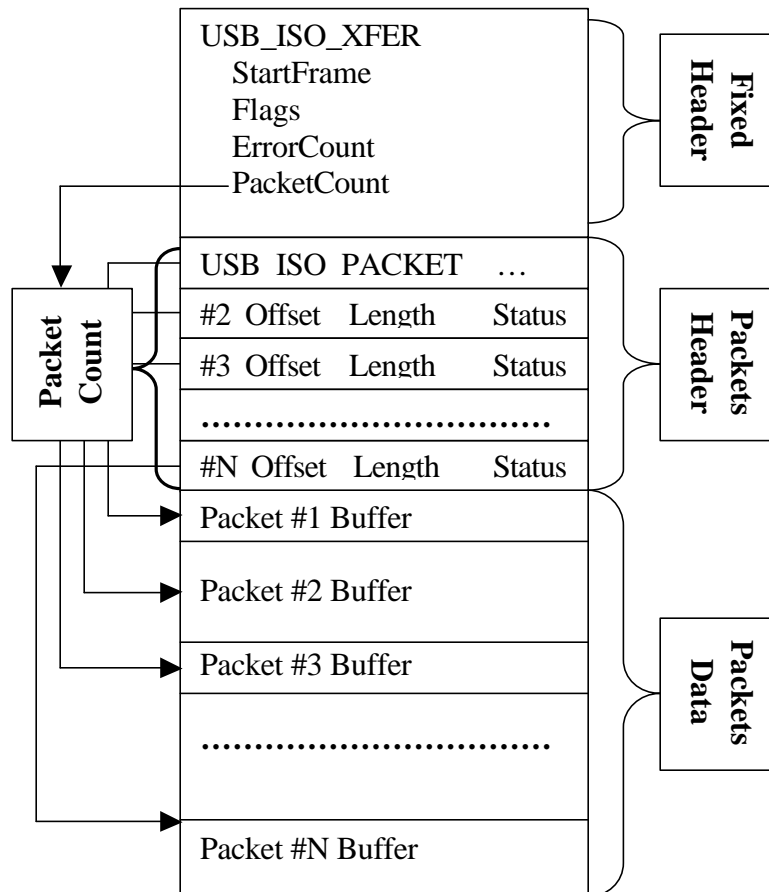 USB_ISO_XFER
StartFrame
Flags
ErrorCount
PacketCount
Fixed
Header
USB ISO PACKET …
#2 Offset Length Status
#3 Offset Length Status
..................................
#N Offset Length Status
Packet
Count
Packets
Header
Packet #1 Buffer
Packet #2 Buffer
Packet #3 Buffer
..................................
Packet #N Buffer
Packets
Data